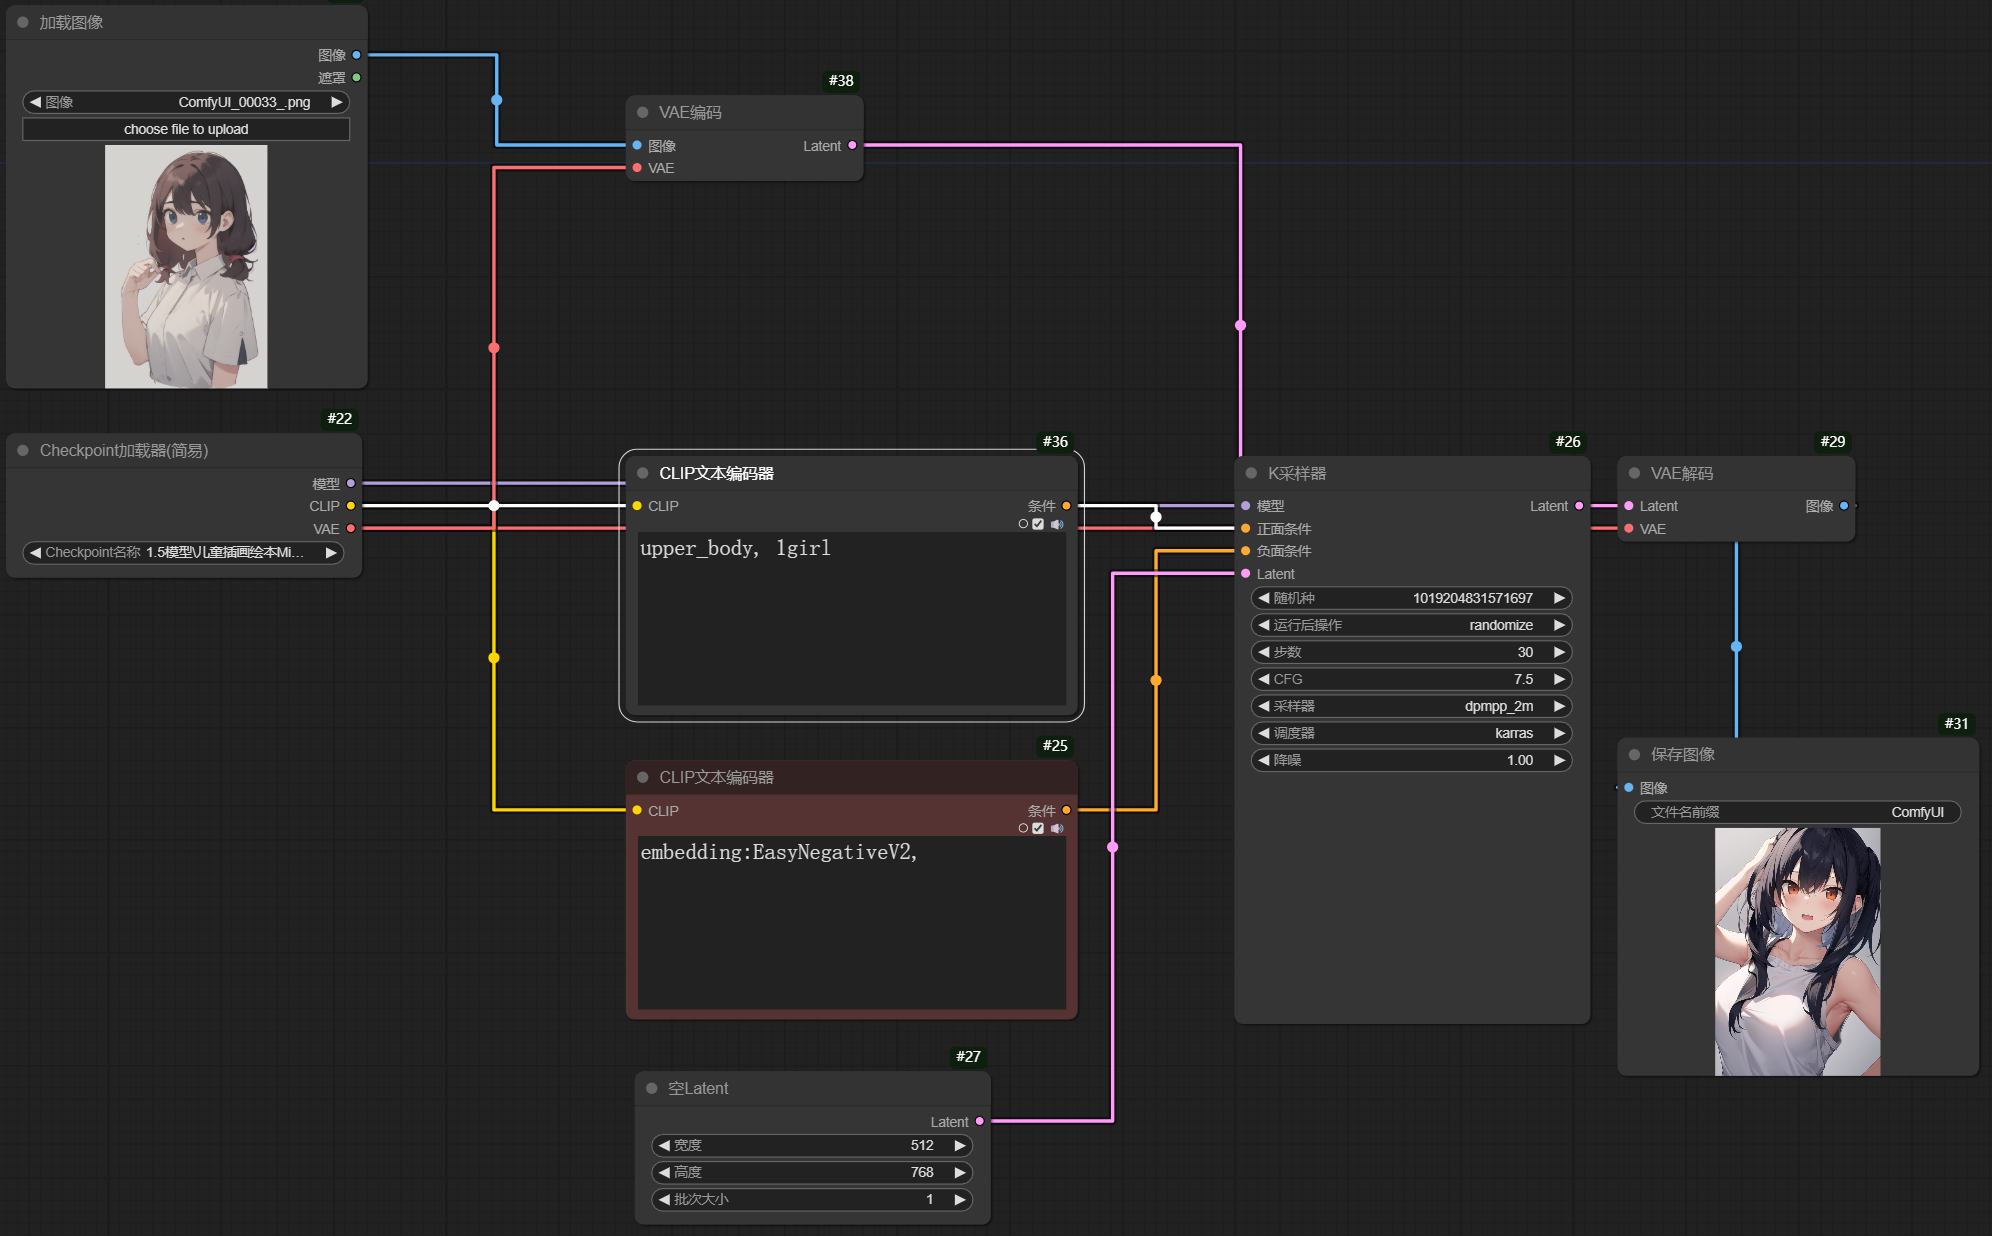 加载图像
图像
遮罩
图像 ComfyUI_00033_.png
choose file to upload
#38
VAE编码
图像 Latent
VAE
#22
Checkpoint加载器(简易)
模型
CLIP
VAE
Checkpoint名称 1.5模型\儿童插画绘本Mi...
#36
CLIP文本编码器
CLIP 条件
upper_body, 1girl
#25
CLIP文本编码器
CLIP 条件
embedding:EasyNegativeV2,
#27
空Latent
Latent
宽度 512
高度 768
批次大小 1
#26
K采样器
模型 Latent
正面条件
负面条件
Latent
随机种 1019204831571697
运行后操作 randomize
步数 30
CFG 7.5
采样器 dpmpp_2m
调度器 karras
降噪 1.00
#29
VAE解码
Latent 图像
VAE
#31
保存图像
图像
文件名前缀 ComfyUI